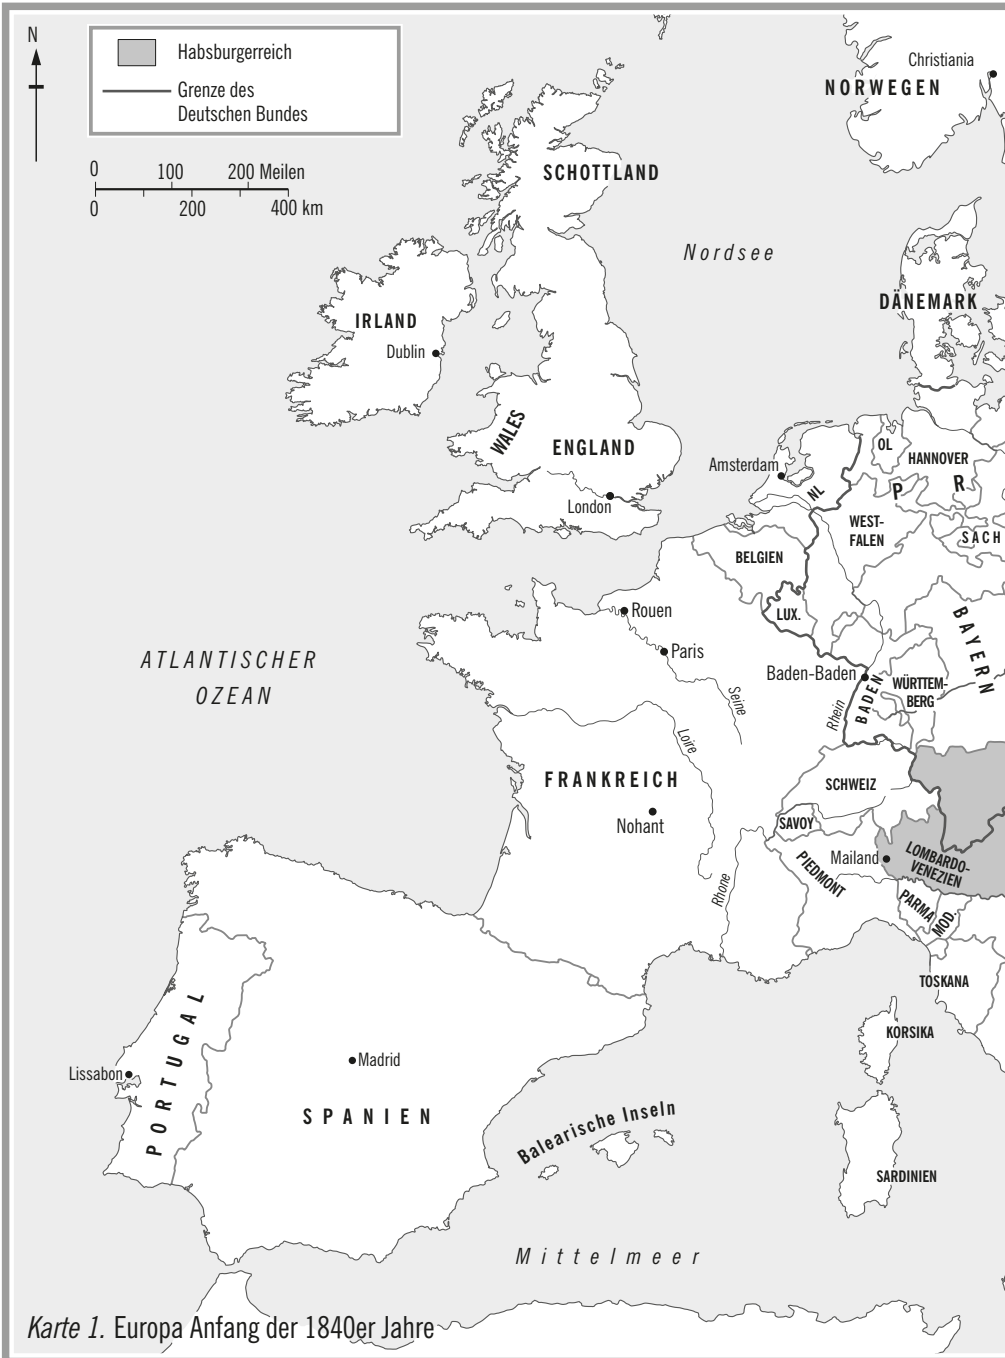 N
Habsburgerreich
Grenze des
Deutschen Bundes
0 100 200 Meilen
0 200 400 km
Christiania
NORWEGEN
SCHOTTLAND
Nordsee
DÄNEMARK
IRLAND
Dublin
WALES
ENGLAND
London
Amsterdam
NL
OL
HANNOVER
P R
WEST-
FALEN
SACH
BELGIEN
LUX.
Rouen
Paris
Seine
BAYERN
Baden-Baden
BADEN
WÜRTTEM-
BERG
Rhein
ATLANTISCHER
OZEAN
Loire
FRANKREICH
Nohant
SCHWEIZ
SAVOY
Mailand
LOMBARDO-
VENEZIEN
PIEDMONT
PARMA
MOD.
Rhone
TOSKANA
KORSIKA
PORTUGAL
Lissabon
Madrid
SPANIEN
Balearische Inseln
SARDINIEN
Mittelmeer
Karte 1. Europa Anfang der 1840er Jahre